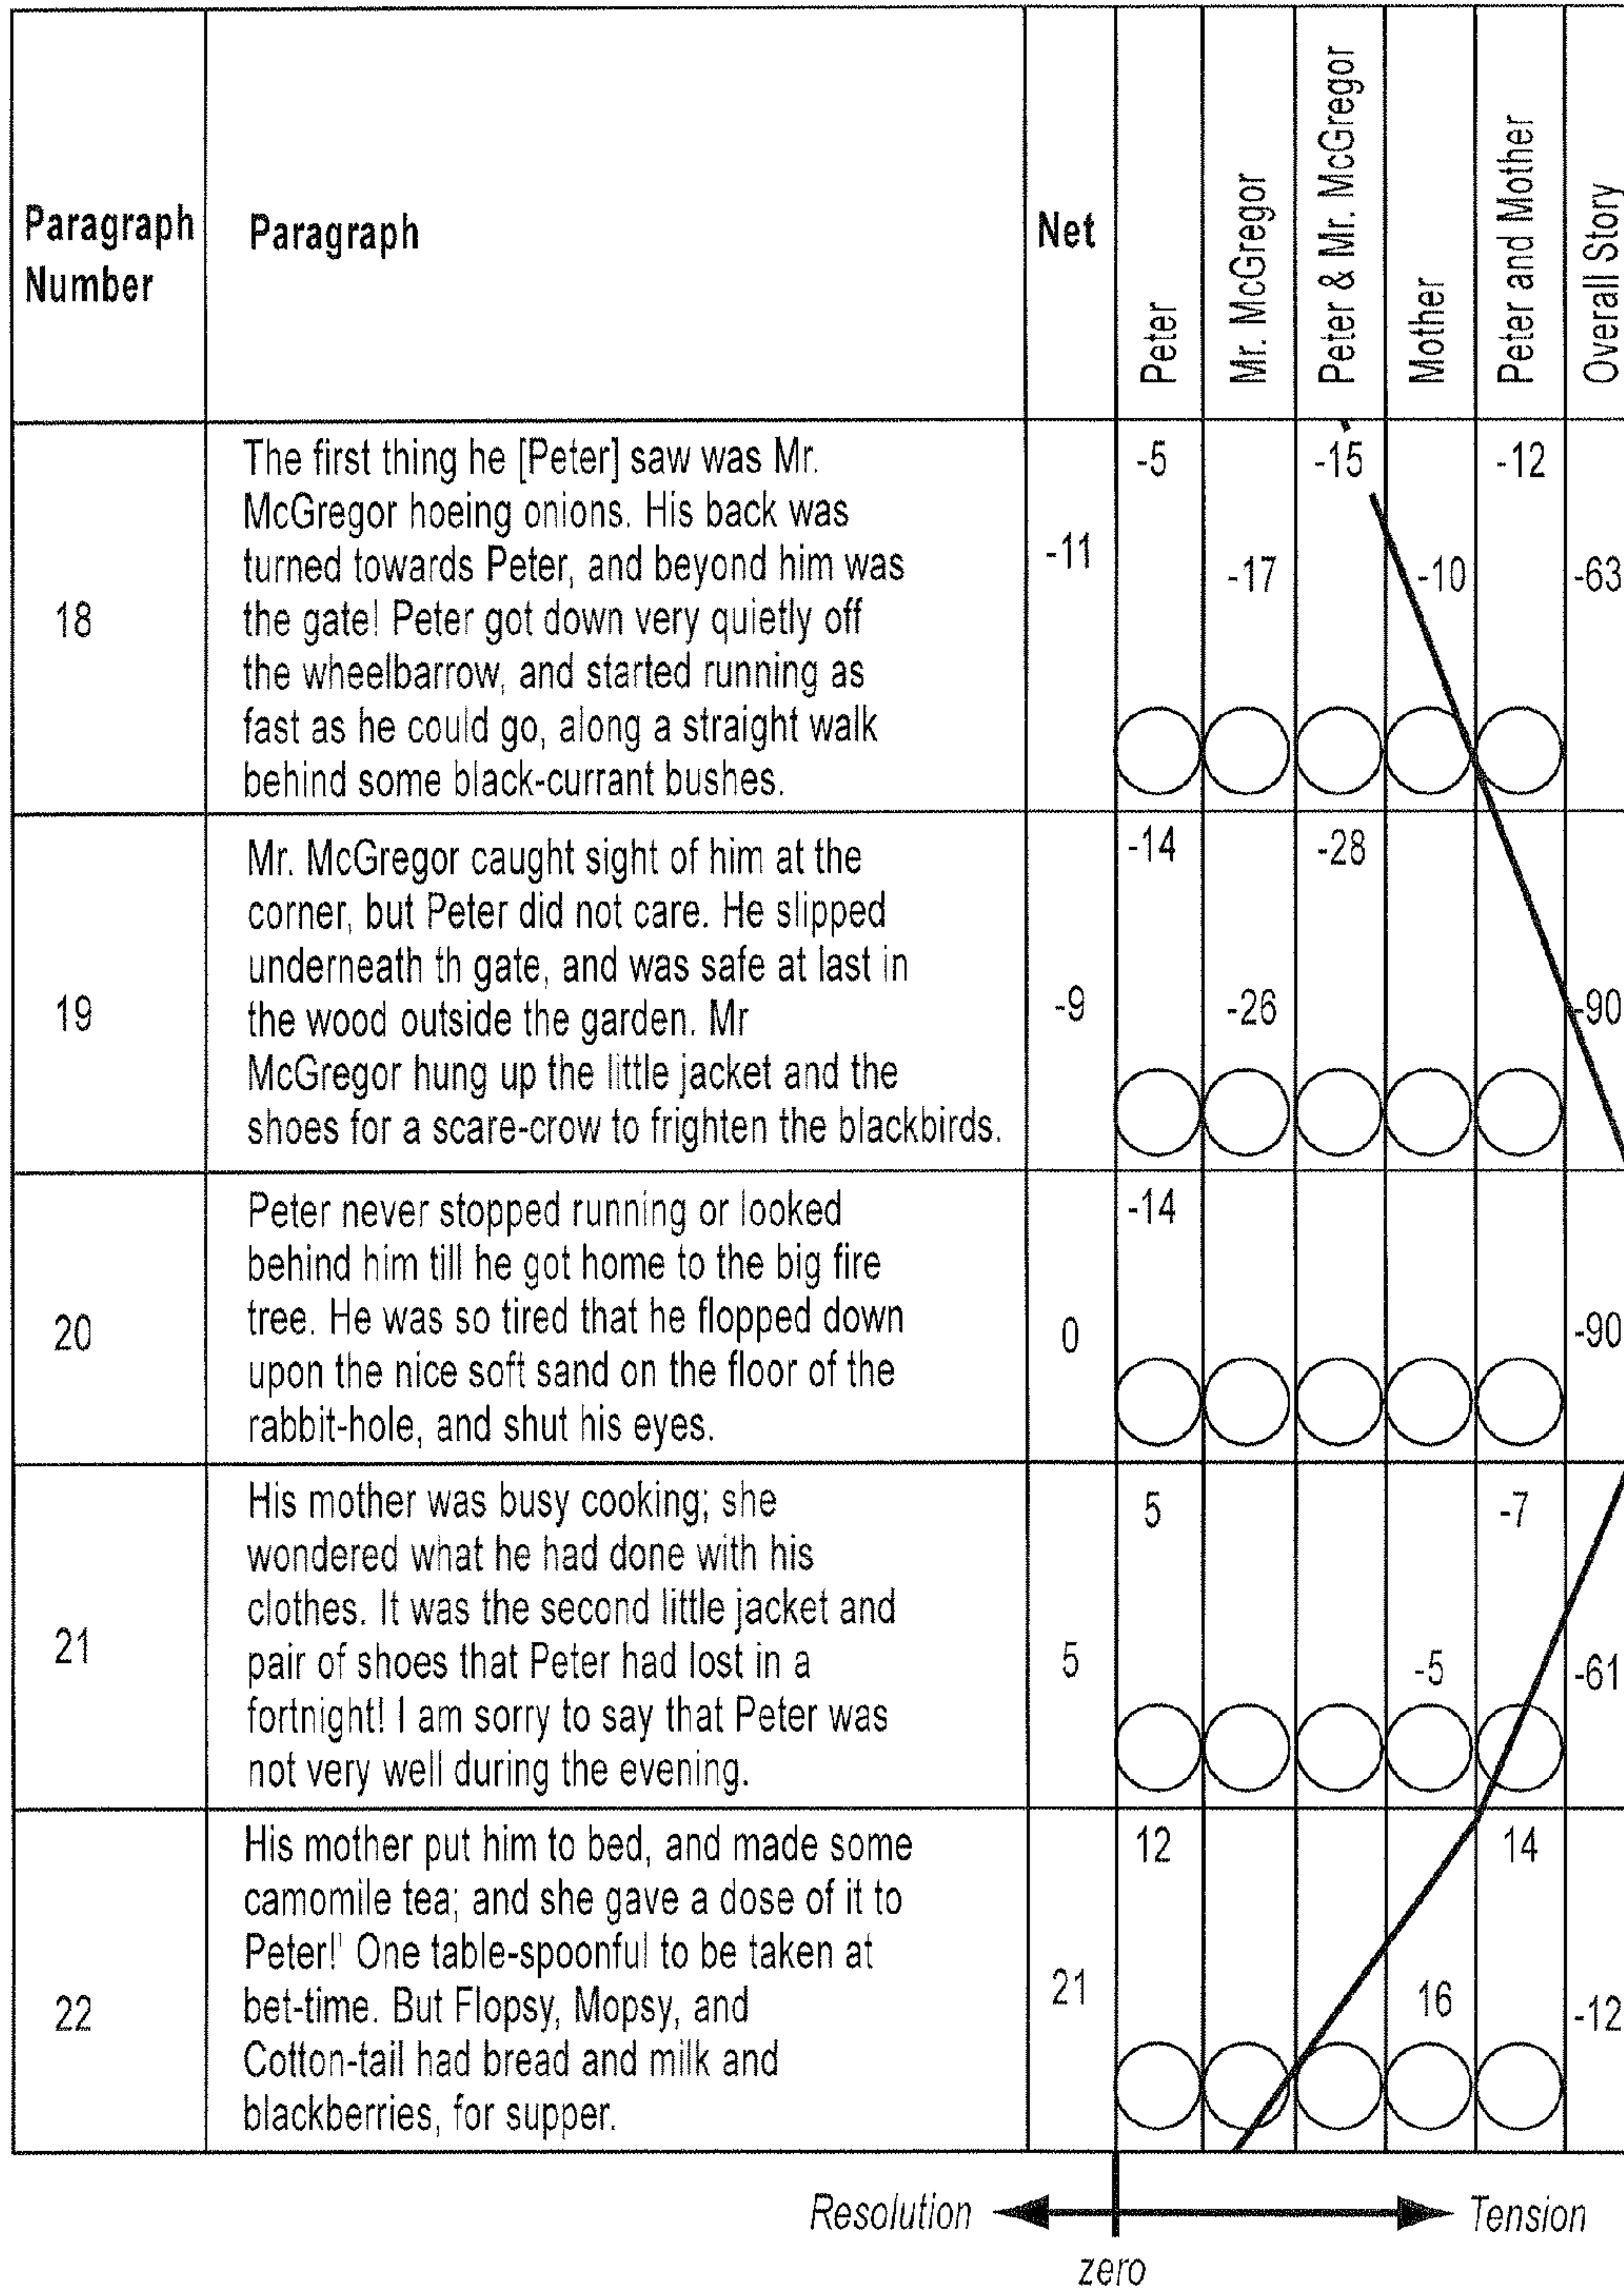 Paragraph Number
Paragraph
Net
Peter
Mr. McGregor
Peter & Mr. McGregor
Mother
Peter and Mother
Overall Story
18
The first thing he [Peter] saw was Mr.
McGregor hoeing onions. His back was
turned towards Peter, and beyond him was
the gate! Peter got down very quietly off
the wheelbarrow, and started running as
fast as he could go, along a straight walk
behind some black-currant bushes.
-11
-5
-17
-15
-10
-12
-63
19
Mr. McGregor caught sight of him at the
corner, but Peter did not care. He slipped
underneath th gate, and was safe at last in
the wood outside the garden. Mr
McGregor hung up the little jacket and the
shoes for a scare-crow to frighten the blackbirds.
-9
-14
-26
-28
-90
20
Peter never stopped running or looked
behind him till he got home to the big fire
tree. He was so tired that he flopped down
upon the nice soft sand on the floor of the
rabbit-hole, and shut his eyes.
0
-14
-90
21
His mother was busy cooking; she
wondered what he had done with his
clothes. It was the second little jacket and
pair of shoes that Peter had lost in a
fortnight! I am sorry to say that Peter was
not very well during the evening.
5
5
-5
-7
-61
22
His mother put him to bed, and made some
camomile tea; and she gave a dose of it to
Peter!' One table-spoonful to be taken at
bet-time. But Flopsy, Mopsy, and
Cotton-tail had bread and milk and
blackberries, for supper.
21
12
16
14
-12
Resolution
Tension
zero